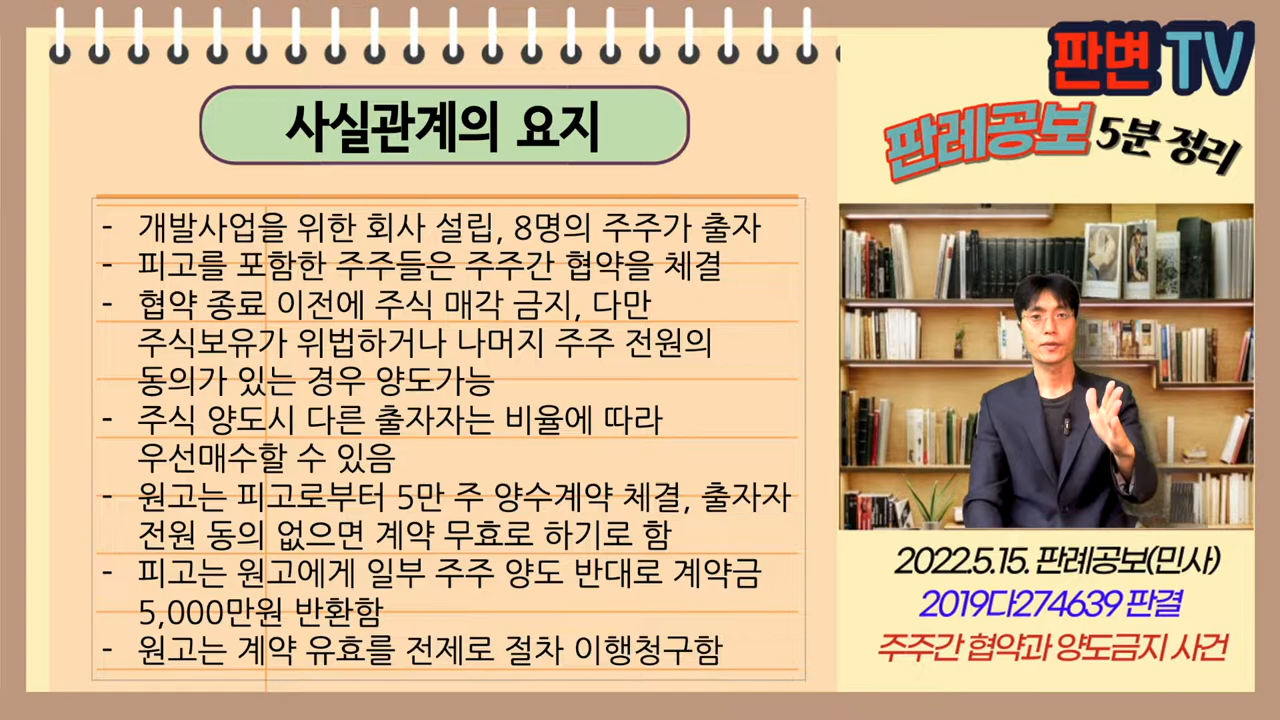 사실관계의 요지
- 개발사업을 위한 회사 설립, 8명의 주주가 출자
- 피고를 포함한 주주들은 주주간 협약을 체결
- 협약 종료 이전에 주식 매각 금지, 다만
주식보유가 위법하거나 나머지 주주 전원의
동의가 있는 경우 양도가능
- 주식 양도시 다른 출자자는 비율에 따라
우선매수할 수 있음
- 원고는 피고로부터 5만 주 양수계약 체결, 출자자
전원 동의 없으면 계약 무효로 하기로 함
- 피고는 원고에게 일부 주주 양도 반대로 계약금
5,000만원 반환함
- 원고는 계약 유효를 전제로 절차 이행청구함
판변 TV
판례공보 5분 정리
2022.5.15. 판례공보(민사)
2019다274639 판결
주주간 협약과 양도금지 사건